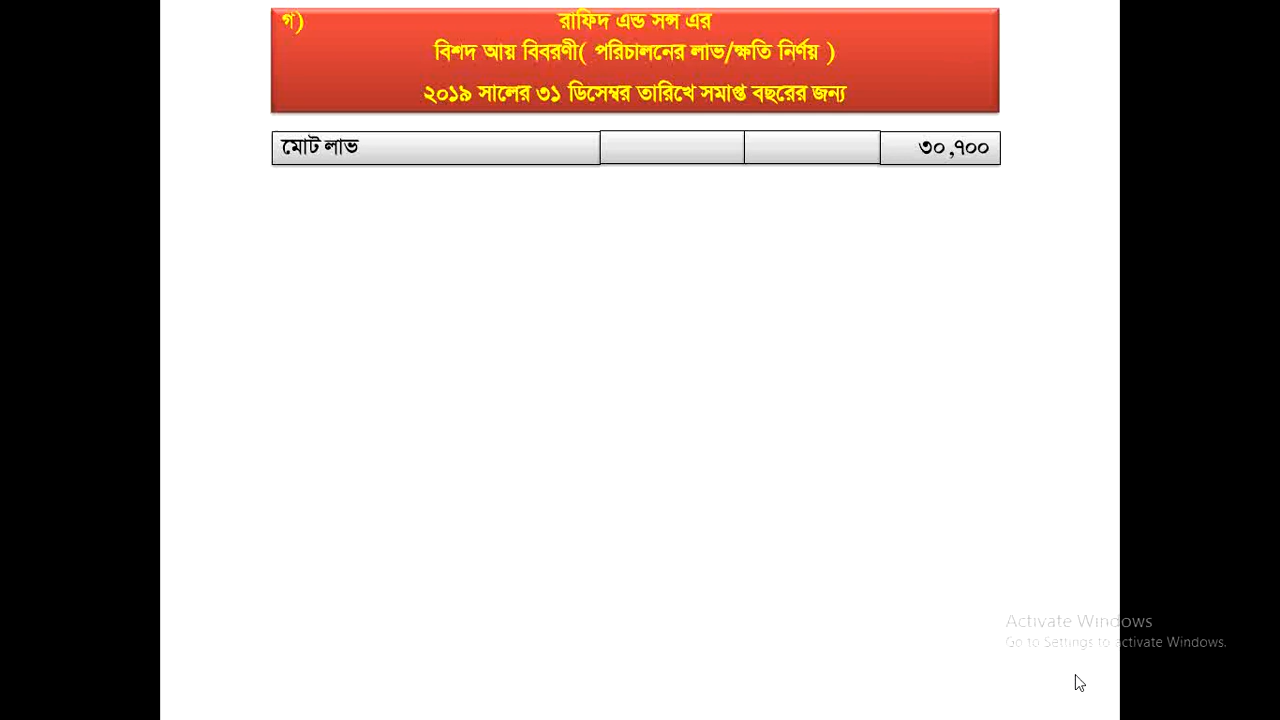 গ)
রাফিদ এন্ড সন্স এর
বিশদ আয় বিবরণী( পরিচালনের লাভ/ক্ষতি নির্ণয় )
২০১৯ সালের ৩১ ডিসেম্বর তারিখে সমাপ্ত বছরের জন্য
মোট লাভ ৩০,৭০০
Activate Windows
Go to Settings to activate Windows.